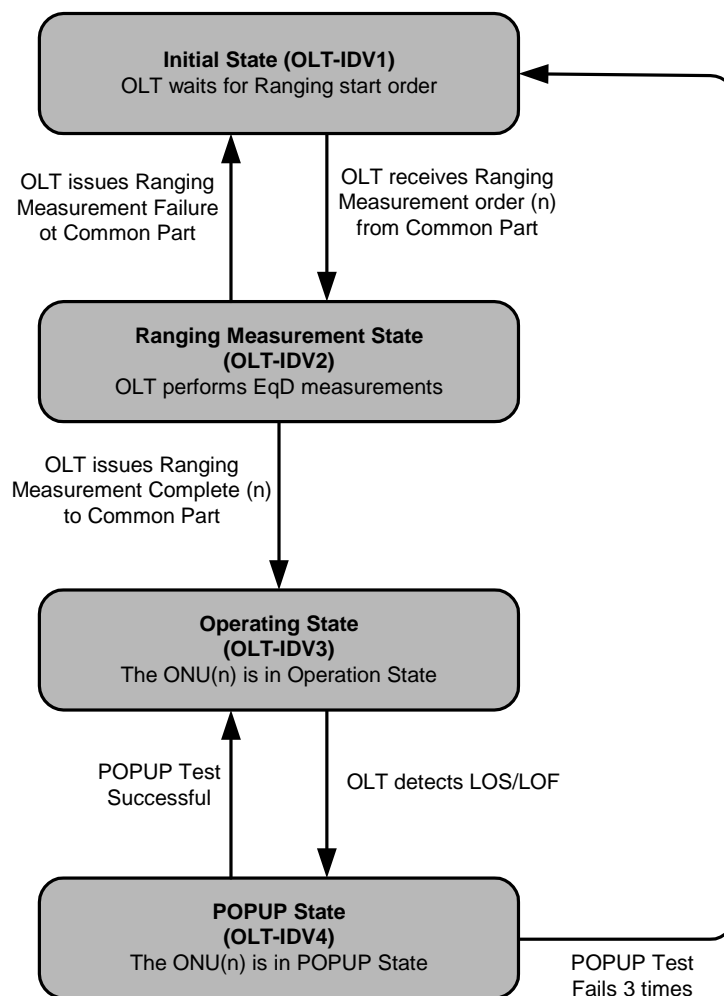 Initial State (OLT-IDV1)
OLT waits for Ranging start order
OLT issues Ranging
Measurement Failure
ot Common Part
OLT receives Ranging
Measurement order (n)
from Common Part
Ranging Measurement State
(OLT-IDV2)
OLT performs EqD measurements
OLT issues Ranging
Measurement Complete (n)
to Common Part
Operating State
(OLT-IDV3)
The ONU(n) is in Operation State
POPUP Test
Successful
OLT detects LOS/LOF
POPUP State
(OLT-IDV4)
The ONU(n) is in POPUP State
POPUP Test
Fails 3 times